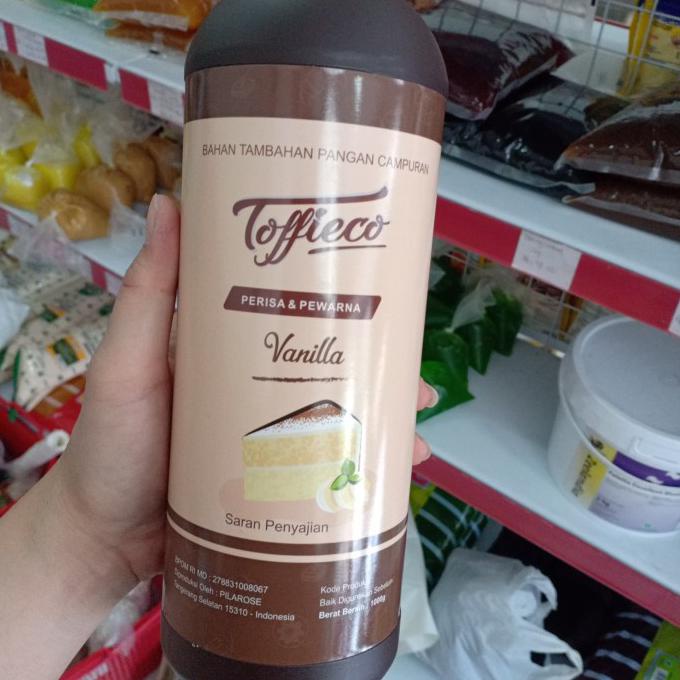 BAHAN TAMBAHAN PANGAN CAMPURAN
Toffieco
PERISA & PEWARNA
Vanilla
Saran Penyajian
BPOM RI MD : 278831008067
Diproduksi Oleh : PILAROSE
Tangerang Selatan 15310 - Indonesia
Kode Produksi
Baik Digunakan Sebelum
Berat Bersih : 1000g